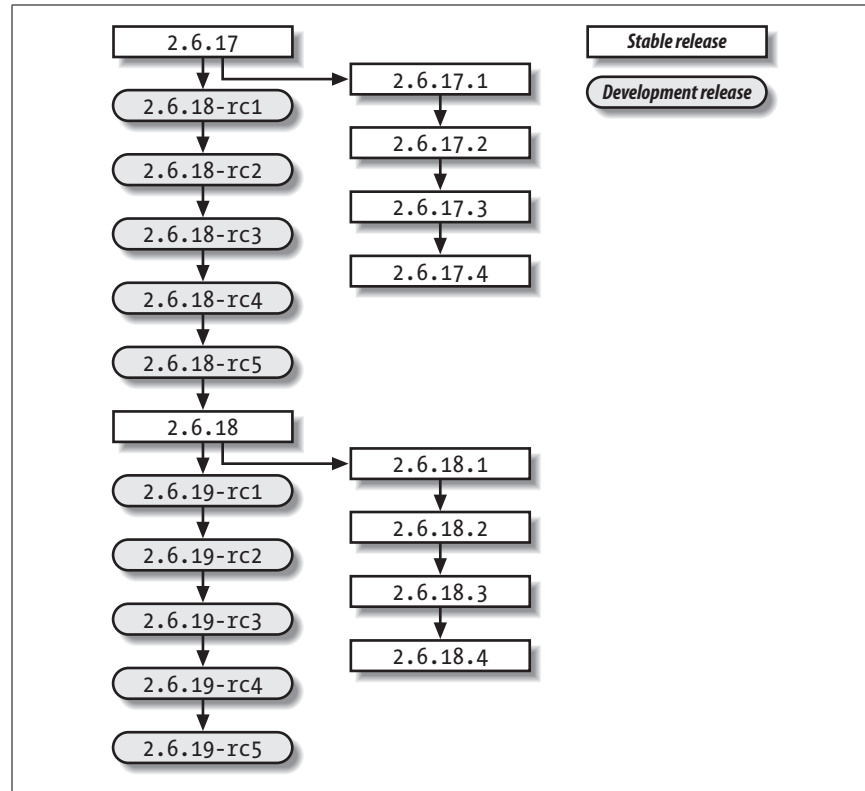 2.6.17
Stable release
2.6.17.1
Development release
2.6.18-rc1
2.6.17.2
2.6.18-rc2
2.6.17.3
2.6.18-rc3
2.6.17.4
2.6.18-rc4
2.6.18-rc5
2.6.18
2.6.18.1
2.6.19-rc1
2.6.18.2
2.6.19-rc2
2.6.18.3
2.6.19-rc3
2.6.18.4
2.6.19-rc4
2.6.19-rc5